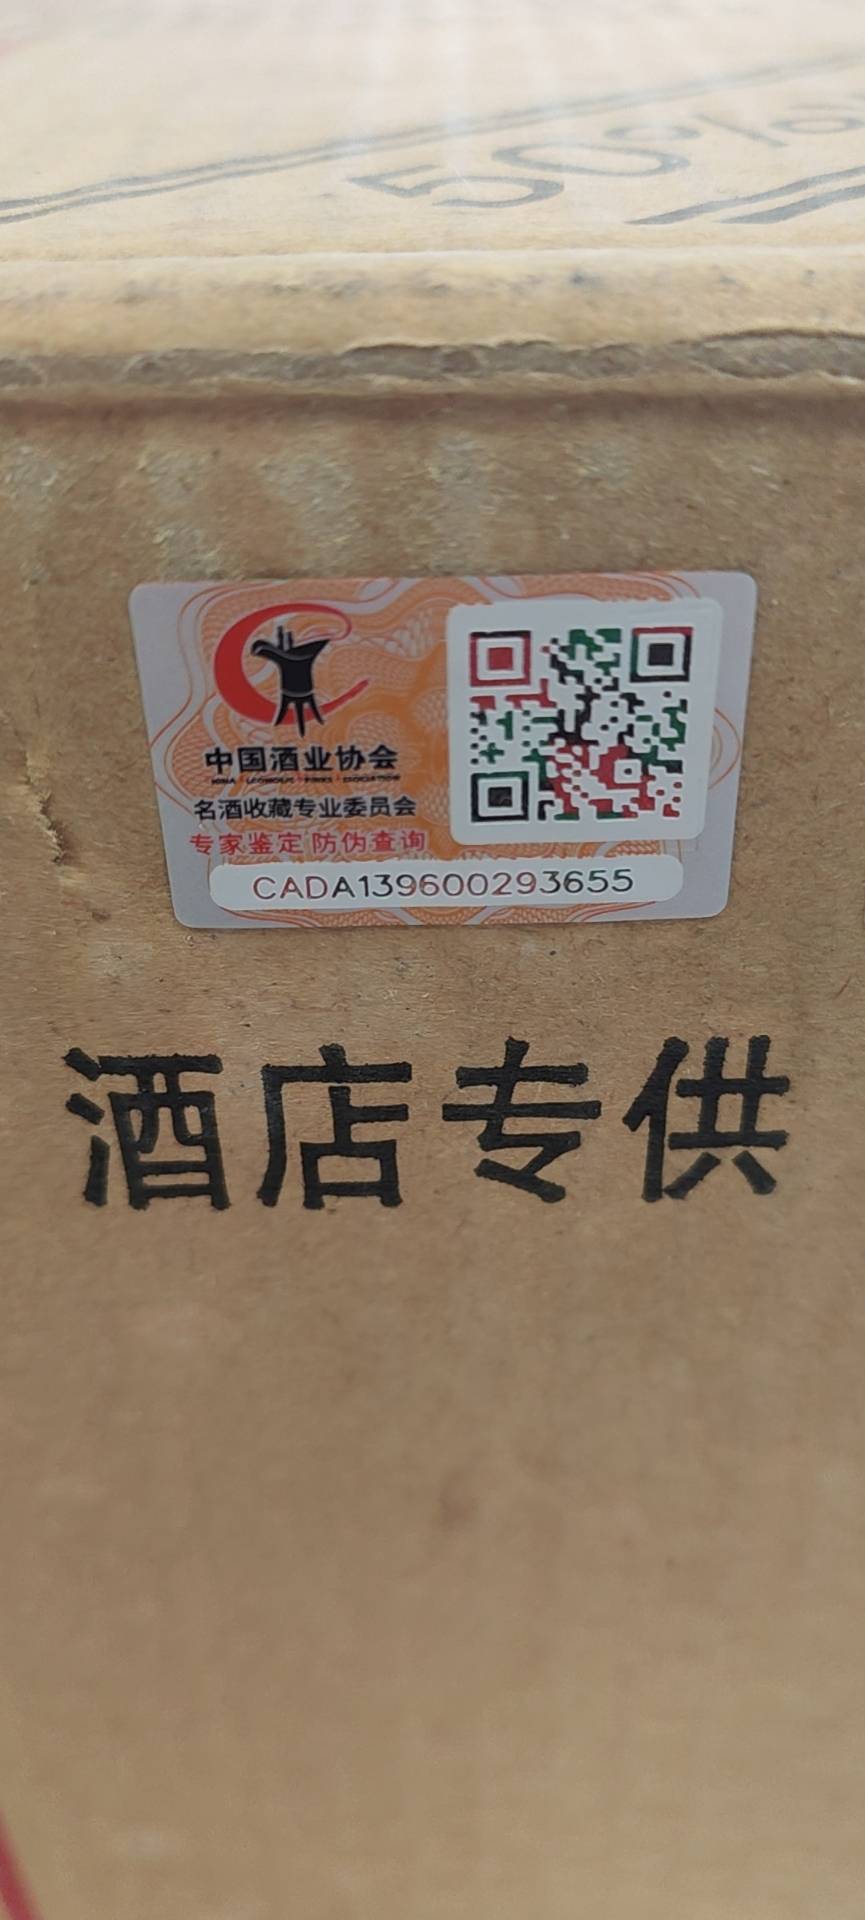 50%
中国酒业协会
名酒收藏专业委员会
专家鉴定 防伪查询
CADA139600293655
酒店专供